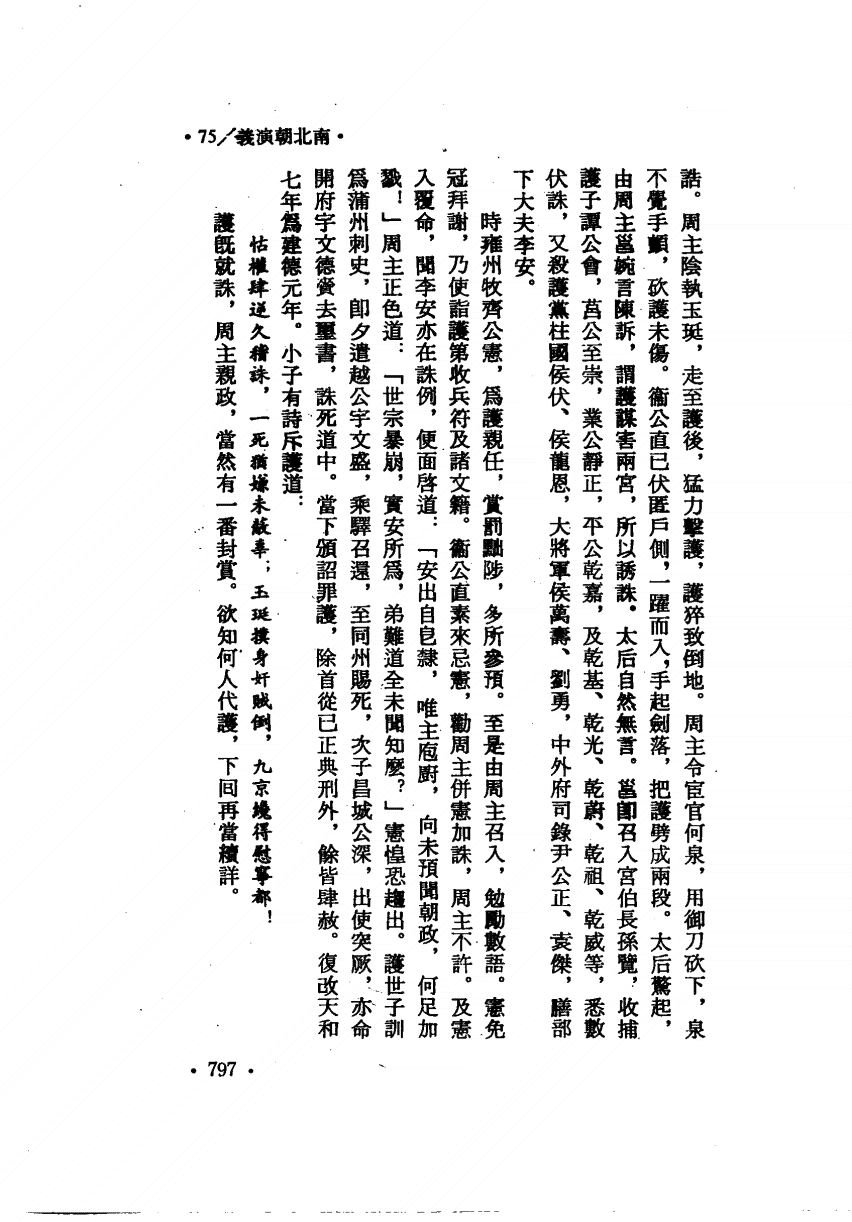 •75／義演朝北南•
誥。周主陰執玉珽，走至護後，猛力擊護，護猝致倒地。周主令宦官何泉，用御刀砍下，泉
不覺手顫，砍護未傷。衞公直已伏匿戶側，一躍而入，手起劍落，把護劈成兩段。太后驚起，
由周主邕婉言陳訴，謂護謀害兩宮，所以誘誅。太后自然無言。邕卽召入宮伯長孫覽，收捕
護子譚公會，莒公至崇，業公靜正，平公乾嘉，及乾基、乾光、乾蔚、乾祖、乾威等，悉數
伏誅，又殺護黨柱國侯伏、侯龍恩，大將軍侯萬壽、劉勇，中外府司錄尹公正、袁傑，膳部
下大夫李安。
時雍州牧齊公憲，爲護親任，賞罰黜陟，多所參預。至是由周主召入，勉勵數語。憲免
冠拜謝，乃使詣護第收兵符及諸文籍。衞公直素來忌憲，勸周主併憲加誅，周主不許。及憲
入覆命，聞李安亦在誅例，便面啓道：「安出自皂隸，唯主庖廚，向未預聞朝政，何足加
戮！」周主正色道：「世宗暴崩，實安所爲，弟難道全未聞知麽？」憲惶恐趨出。護世子訓
爲蒲州刺史，卽夕遣越公宇文盛，乘驛召還，至同州賜死，次子昌城公深，出使突厥，亦命
開府宇文德賫去璽書，誅死道中。當下頒詔罪護，除首從已正典刑外，餘皆肆赦。復改天和
七年爲建德元年。小子有詩斥護道：
怙權肆逆久稽誅，一死猶嫌未蔽辜；玉珽撲身奸賊倒，九京纔得慰寧都！
護旣就誅，周主親政，當然有一番封賞。欲知何人代護，下回再當續詳。
•797•